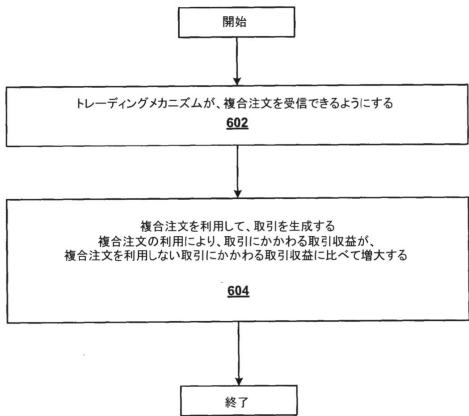 開始
トレーディングメカニズムが、複合注文を受信できるようにする
602
複合注文を利用して、取引を生成する
複合注文の利用により、取引にかかわる取引収益が、
複合注文を利用しない取引にかかわる取引収益に比べて増大する
604
終了